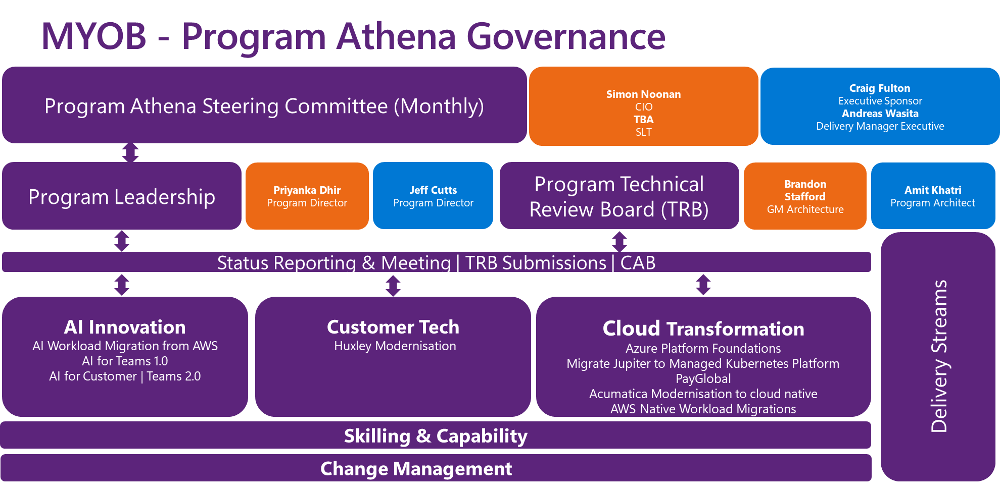 MYOB - Program Athena Governance
Program Athena Steering Committee (Monthly)
Simon Noonan
CIO
TBA
SLT
Craig Fulton
Executive Sponsor
Andreas Wasita
Delivery Manager Executive
Program Leadership
Priyanka Dhir
Program Director
Jeff Cutts
Program Director
Program Technical
Review Board (TRB)
Brandon
Stafford
GM Architecture
Amit Khatri
Program Architect
Status Reporting & Meeting | TRB Submissions | CAB
AI Innovation
AI Workload Migration from AWS
AI for Teams 1.0
AI for Customer | Teams 2.0
Customer Tech
Huxley Modernisation
Cloud Transformation
Azure Platform Foundations
Migrate Jupiter to Managed Kubernetes Platform
PayGlobal
Acumatica Modernisation to cloud native
AWS Native Workload Migrations
Delivery Streams
Skilling & Capability
Change Management